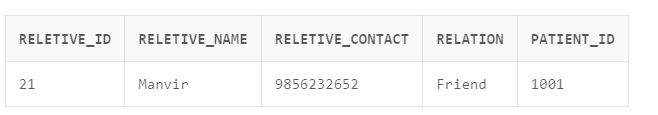 RELETIVE_ID RELETIVE_NAME RELETIVE_CONTACT RELATION PATIENT_ID
21 Manvir 9856232652 Friend 1001